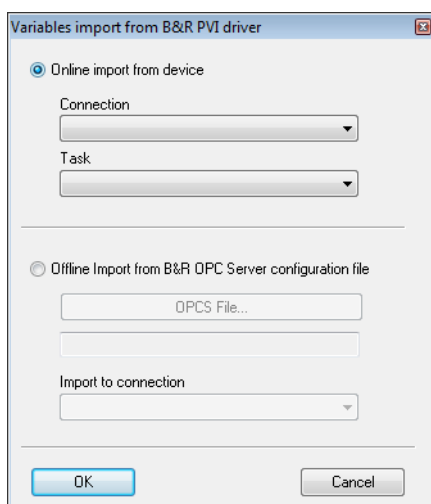 Variables import from B&R PVI driver
Online import from device
Connection
Task
Offline Import from B&R OPC Server configuration file
OPCS File...
Import to connection
OK
Cancel